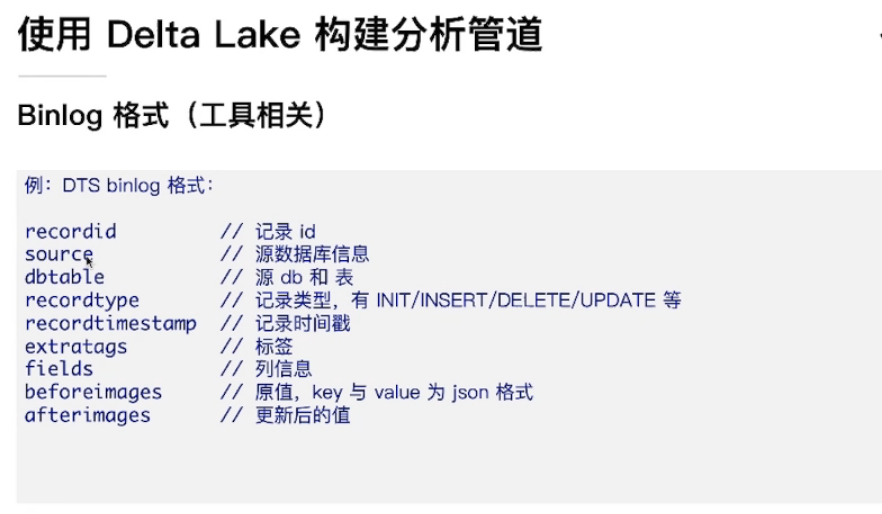 使用 Delta Lake 构建分析管道
Binlog 格式（工具相关）
例：DTS binlog 格式：
recordid // 记录 id
source // 源数据库信息
dbtable // 源 db 和 表
recordtype // 记录类型，有 INIT/INSERT/DELETE/UPDATE 等
recordtimestamp // 记录时间戳
extratags // 标签
fields // 列信息
beforeimages // 原值，key 与 value 为 json 格式
afterimages // 更新后的值